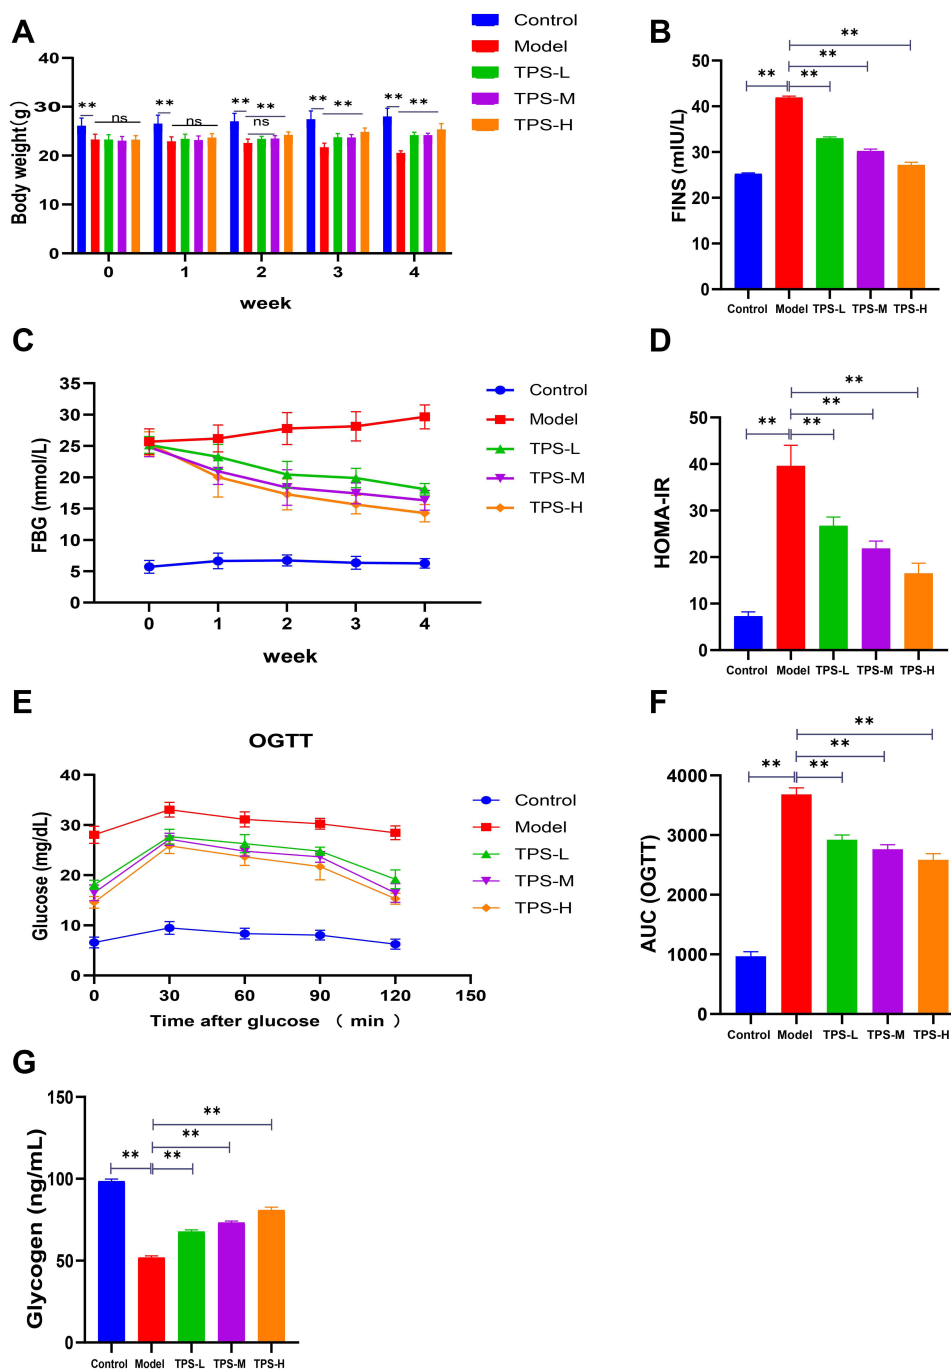 A
Control
Model
TPS-L
TPS-M
TPS-H
Body weight(g)
40
30
20
10
0
** ns
** ns
** ** ns
** **
** **
0 1 2 3 4
week
B
FINS (mIU/L)
50
40
30
20
10
0
**
**
** **
Control Model TPS-L TPS-M TPS-H
C
FBG (mmol/L)
35
30
25
20
15
10
5
0
0 1 2 3 4
week
Control
Model
TPS-L
TPS-M
TPS-H
D
HOMA-IR
50
40
30
20
10
0
**
**
** **
Control Model TPS-L TPS-M TPS-H
E
OGTT
Glucose (mg/dL)
40
30
20
10
0
0 30 60 90 120 150
Time after glucose （ min ）
Control
Model
TPS-L
TPS-M
TPS-H
F
AUC (OGTT)
4000
3000
2000
1000
0
**
**
** **
Control Model TPS-L TPS-M TPS-H
G
Glycogen (ng/mL)
150
100
50
0
**
**
** **
Control Model TPS-L TPS-M TPS-H